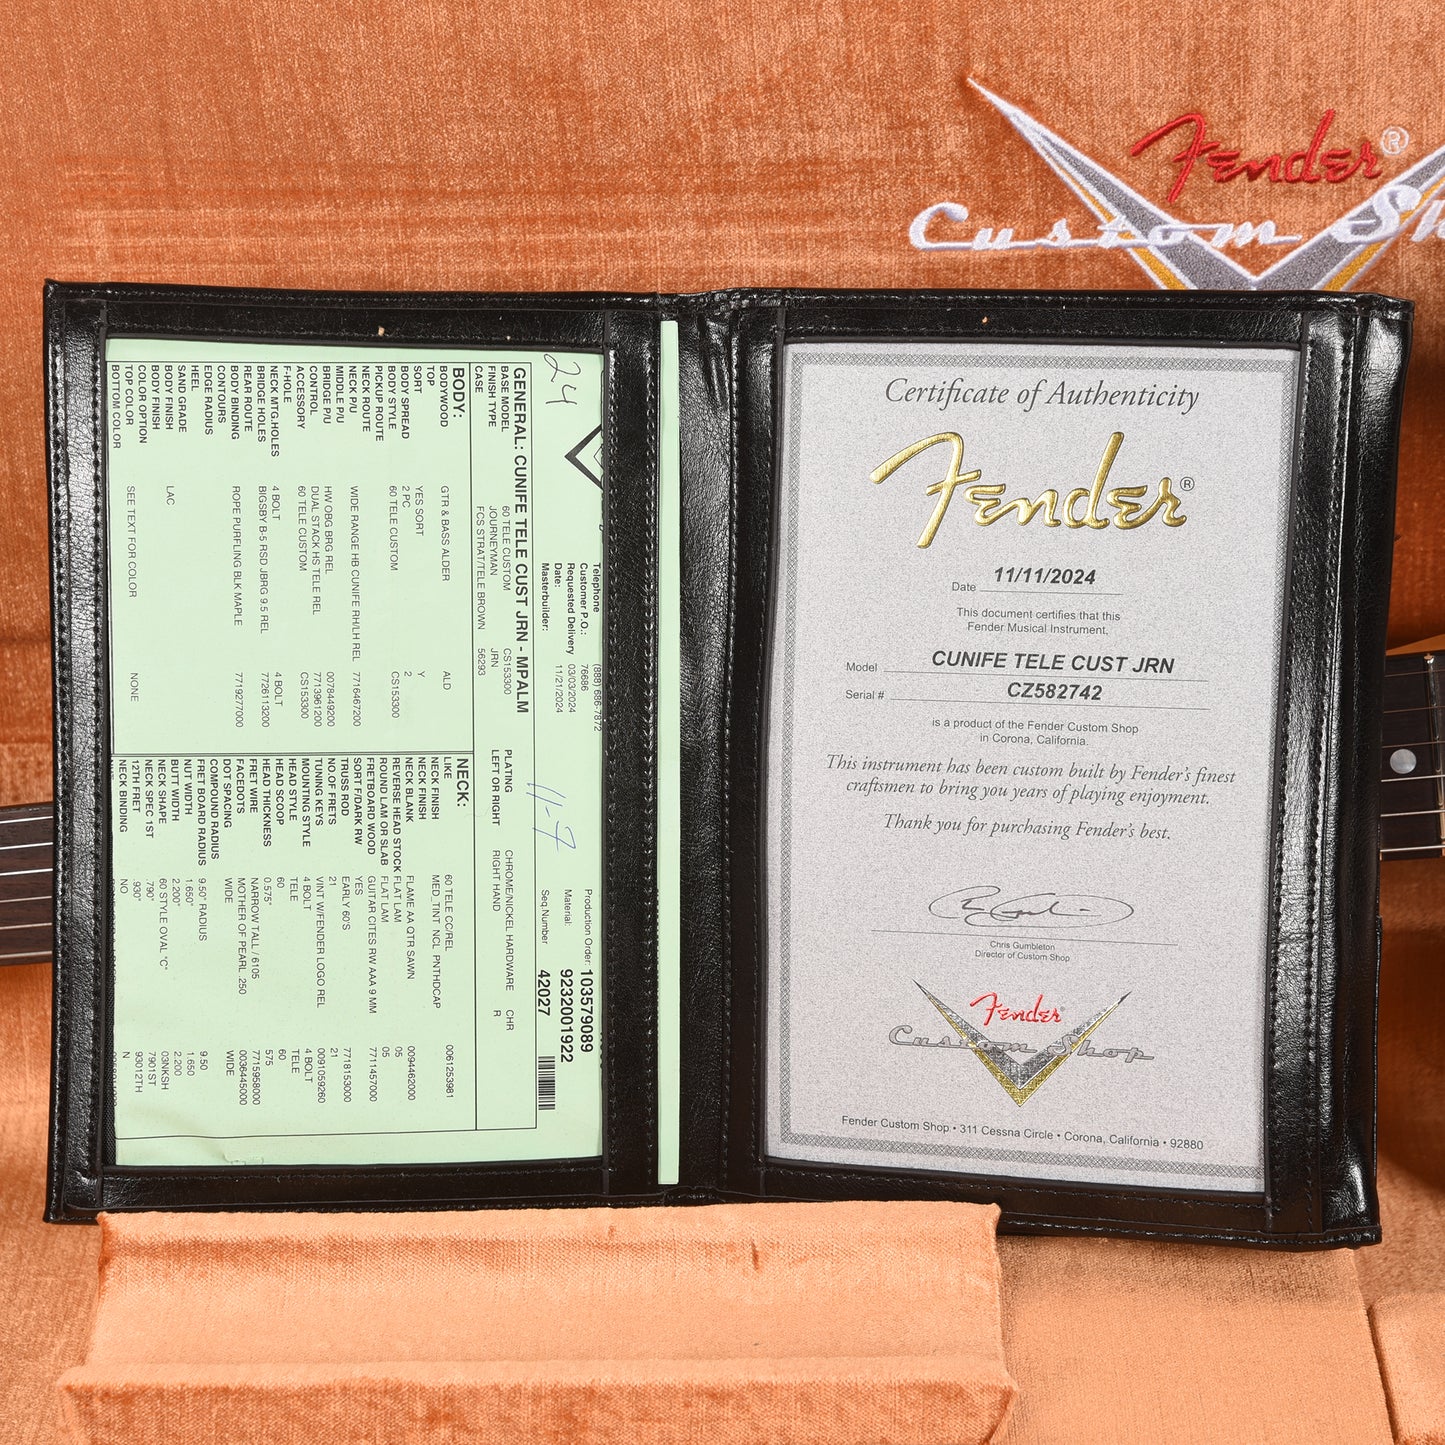 Fender®
Custom Sh
24
Telephone (888) 686-7872
Customer P.O.: 76686
Requested Delivery 03/03/2024
Date: 11/21/2024
Masterbuilder:
11-7
Production Order: 103579089
Material: 9232001922
Seq.Number 42027
GENERAL: CUNIFE TELE CUST JRN - MPALM
BASE MODEL 60 TELE CUSTOM CS153300
FINISH TYPE JOURNEYMAN JRN
CASE FCS STRAT/TELE BROWN 56293
PLATING CHROME/NICKEL HARDWARE CHR
LEFT OR RIGHT RIGHT HAND R
BODY:
BODYWOOD GTR & BASS ALDER ALD
TOP
SORT YES SORT Y
BODY SPREAD 2 PC 2
BODY STYLE 60 TELE CUSTOM CS153300
PICKUP ROUTE
NECK ROUTE
NECK P/U WIDE RANGE HB CUNIFE RH/LH REL 7716467200
MIDDLE P/U
BRIDGE P/U HW OBG BRG REL 0078449200
CONTROL DUAL STACK HS TELE REL 7713961200
ACCESSORY 60 TELE CUSTOM CS153300
F-HOLE
NECK MTG.HOLES 4 BOLT 4 BOLT
BRIDGE HOLES BIGSBY B-5 RSD JBRG 9.5 REL 7726113200
REAR ROUTE
BODY BINDING ROPE PURFLING BLK MAPLE 7719277000
CONTOURS
EDGE RADIUS
HEEL
SAND GRADE
BODY FINISH LAC
BODY FINISH
COLOR OPTION
TOP COLOR SEE TEXT FOR COLOR NONE
BOTTOM COLOR
NECK:
LIKE 60 TELE CC/REL 0061253981
NECK FINISH MED_TINT NCL PNTHDCAP
NECK FINISH
NECK BLANK FLAME AA QTR SAWN 0094462000
REVERSE HEAD STOCK FLAT LAM 05
ROUND LAM OR SLAB FLAT LAM 05
FRETBOARD WOOD GUITAR CITES RW AAA 9 MM 7711457000
SORT F/DARK RW YES
TRUSS ROD EARLY 60'S 7718153000
NO.OF FRETS 21 21
TUNING KEYS VINT W/FENDER LOGO REL 0091059260
MOUNTING STYLE 4 BOLT 4 BOLT
HEAD STYLE TELE TELE
HEAD SCOOP 60 60
HEAD THICKNESS 0.575" 575
FRET WIRE NARROW TALL / 6105 7715958000
FACEDOTS MOTHER OF PEARL .250 0036445000
DOT SPACING WIDE WIDE
COMPOUND RADIUS
FRET BOARD RADIUS 9.50" RADIUS 9.50
NUT WIDTH 1.650" 1.650
BUTT WIDTH 2.200" 2.200
NECK SHAPE 60 STYLE OVAL "C" 03NKSH
NECK SPEC 1ST .790" 7901ST
12TH FRET .930" 93012TH
NECK BINDING NO N
Certificate of Authenticity
Fender®
Date 11/11/2024
This document certifies that this
Fender Musical Instrument,
Model CUNIFE TELE CUST JRN
Serial # CZ582742
is a product of the Fender Custom Shop
in Corona, California.
This instrument has been custom built by Fender's finest
craftsmen to bring you years of playing enjoyment.
Thank you for purchasing Fender's best.
Chris Gumbleton
Director of Custom Shop
Fender®
Custom Shop
Fender Custom Shop • 311 Cessna Circle • Corona, California • 92880